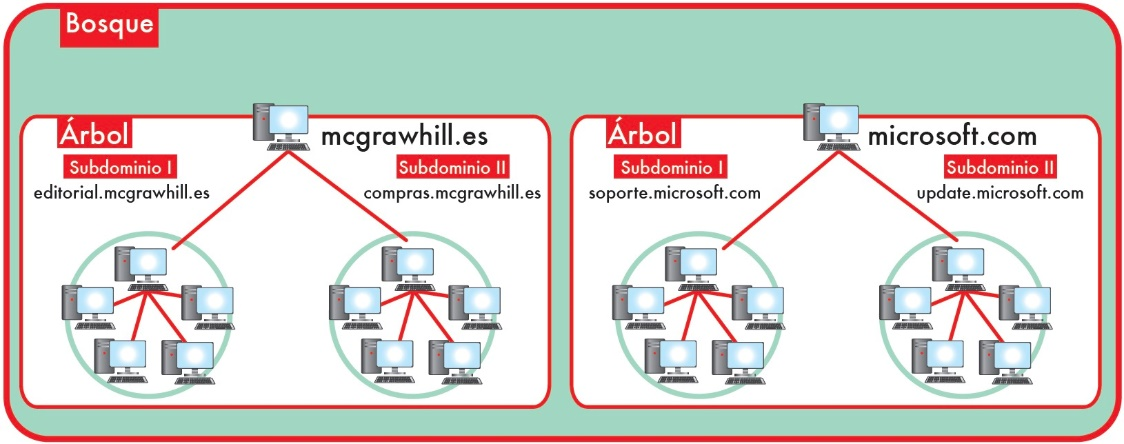 Bosque
Árbol
mcgrawhill.es
Subdominio I
editorial.mcgrawhill.es
Subdominio II
compras.mcgrawhill.es
Árbol
microsoft.com
Subdominio I
soporte.microsoft.com
Subdominio II
update.microsoft.com